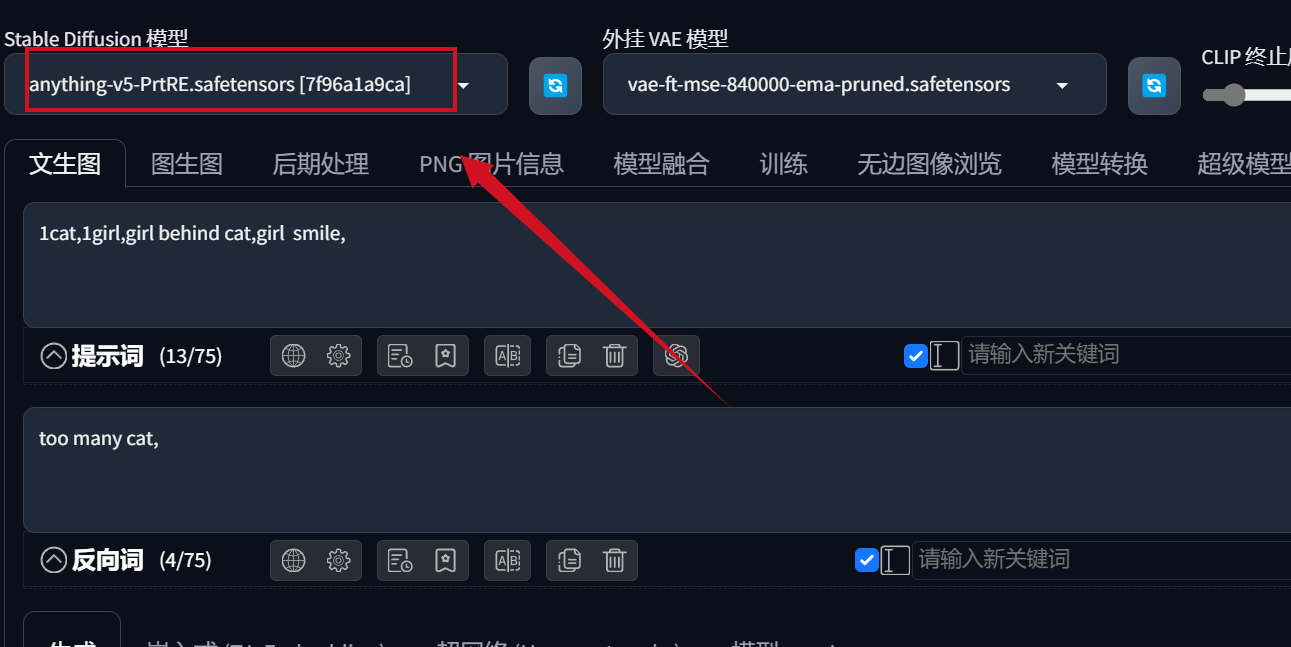 Stable Diffusion 模型
外挂 VAE 模型
CLIP 终止
anything-v5-PrtRE.safetensors [7f96a1a9ca]
vae-ft-mse-840000-ema-pruned.safetensors
文生图 图生图 后期处理 PNG 图片信息 模型融合 训练 无边图像浏览 模型转换 超级模型
1cat,1girl,girl behind cat,girl  smile,
提示词 (13/75)
请输入新关键词
too many cat,
反向词 (4/75)
请输入新关键词
生成